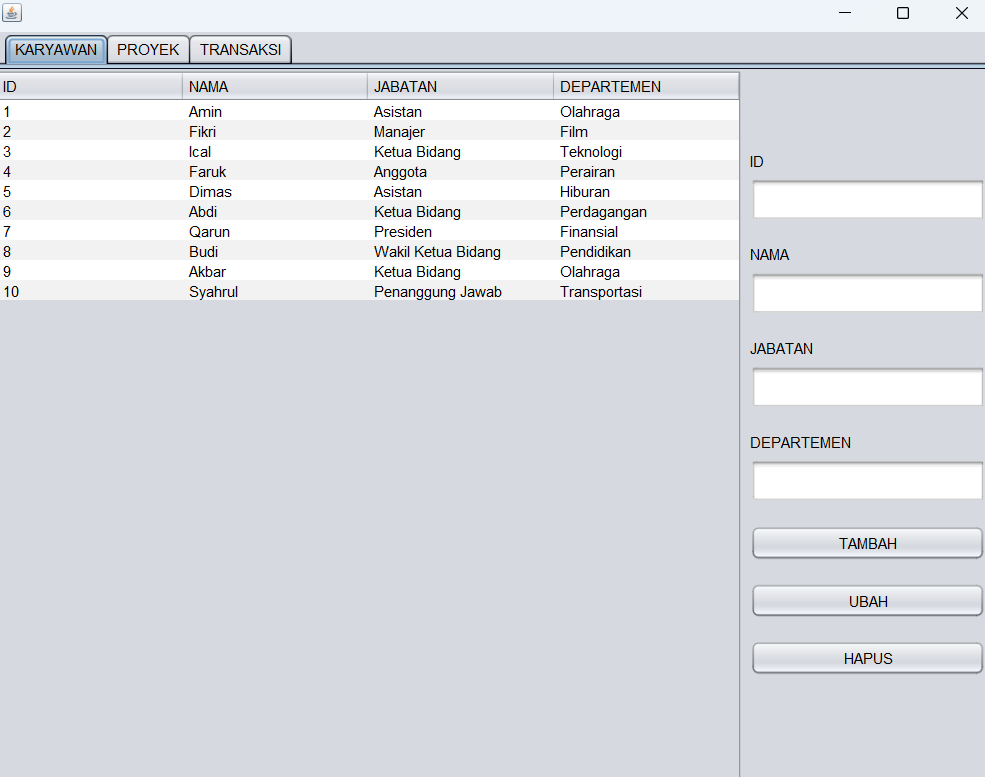 KARYAWAN PROYEK TRANSAKSI
ID NAMA JABATAN DEPARTEMEN
1 Amin Asistan Olahraga
2 Fikri Manajer Film
3 Ical Ketua Bidang Teknologi
4 Faruk Anggota Perairan
5 Dimas Asistan Hiburan
6 Abdi Ketua Bidang Perdagangan
7 Qarun Presiden Finansial
8 Budi Wakil Ketua Bidang Pendidikan
9 Akbar Ketua Bidang Olahraga
10 Syahrul Penanggung Jawab Transportasi
ID
NAMA
JABATAN
DEPARTEMEN
TAMBAH
UBAH
HAPUS